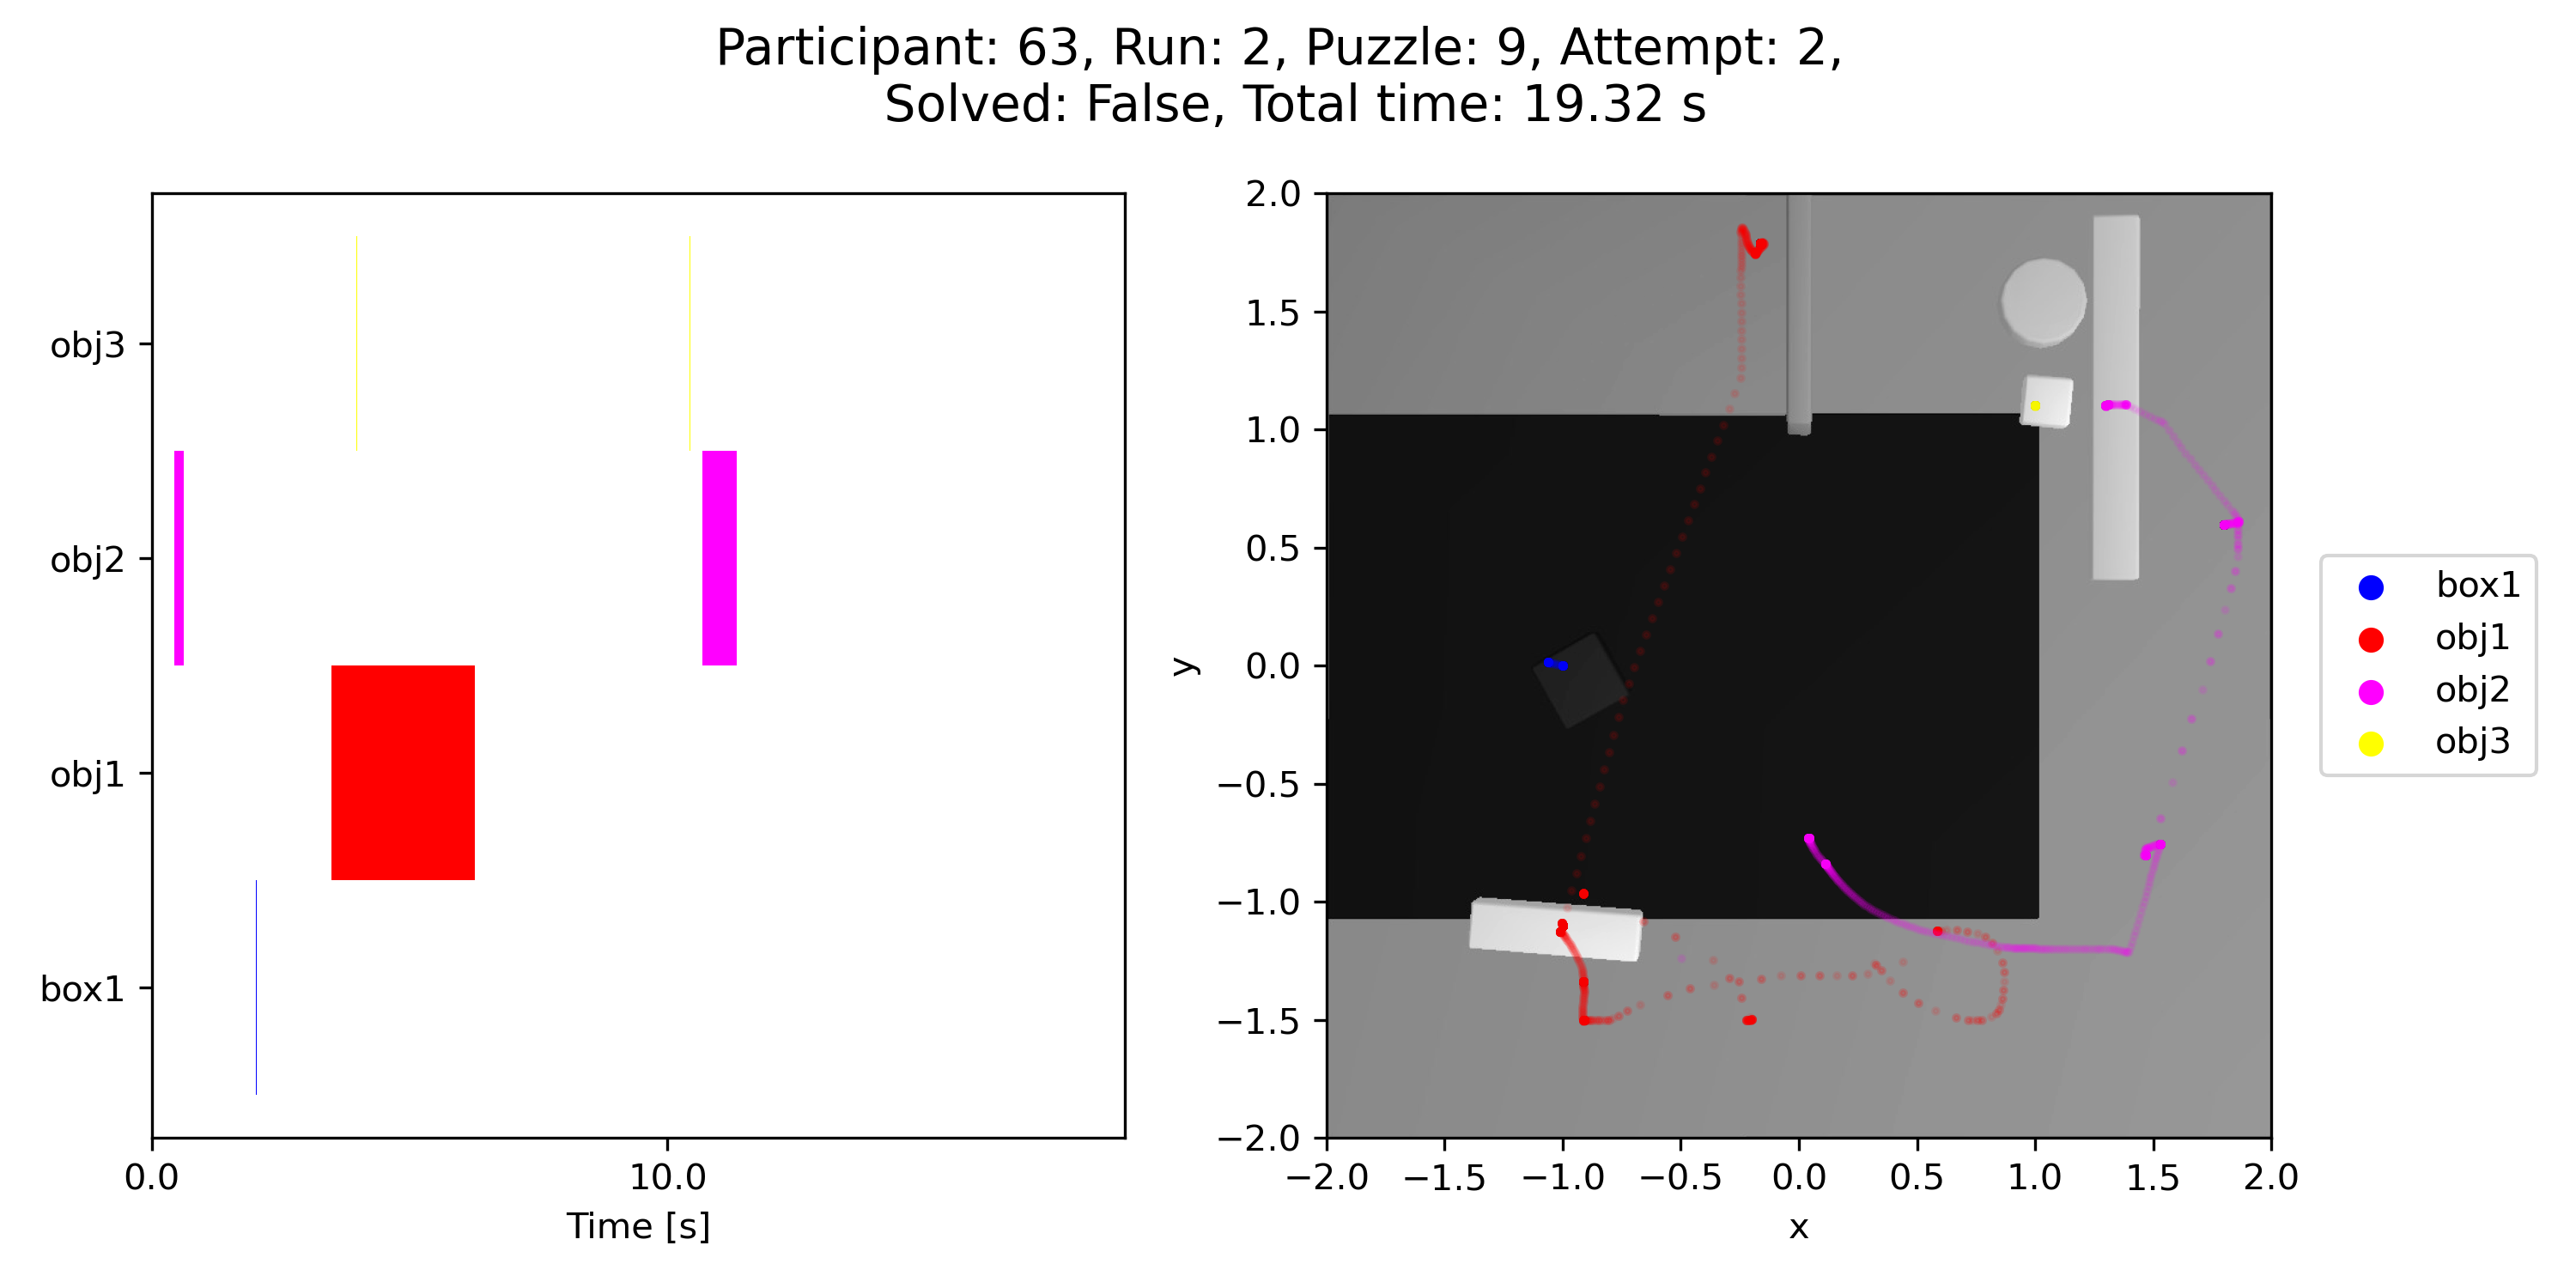 Participant: 63, Run: 2, Puzzle: 9, Attempt: 2,
Solved: False, Total time: 19.32 s
obj3
obj2
obj1
box1
0.0
10.0
Time [s]
2.0
1.5
1.0
0.5
0.0
−0.5
−1.0
−1.5
−2.0
y
−2.0
−1.5
−1.0
−0.5
0.0
0.5
1.0
1.5
2.0
x
box1
obj1
obj2
obj3